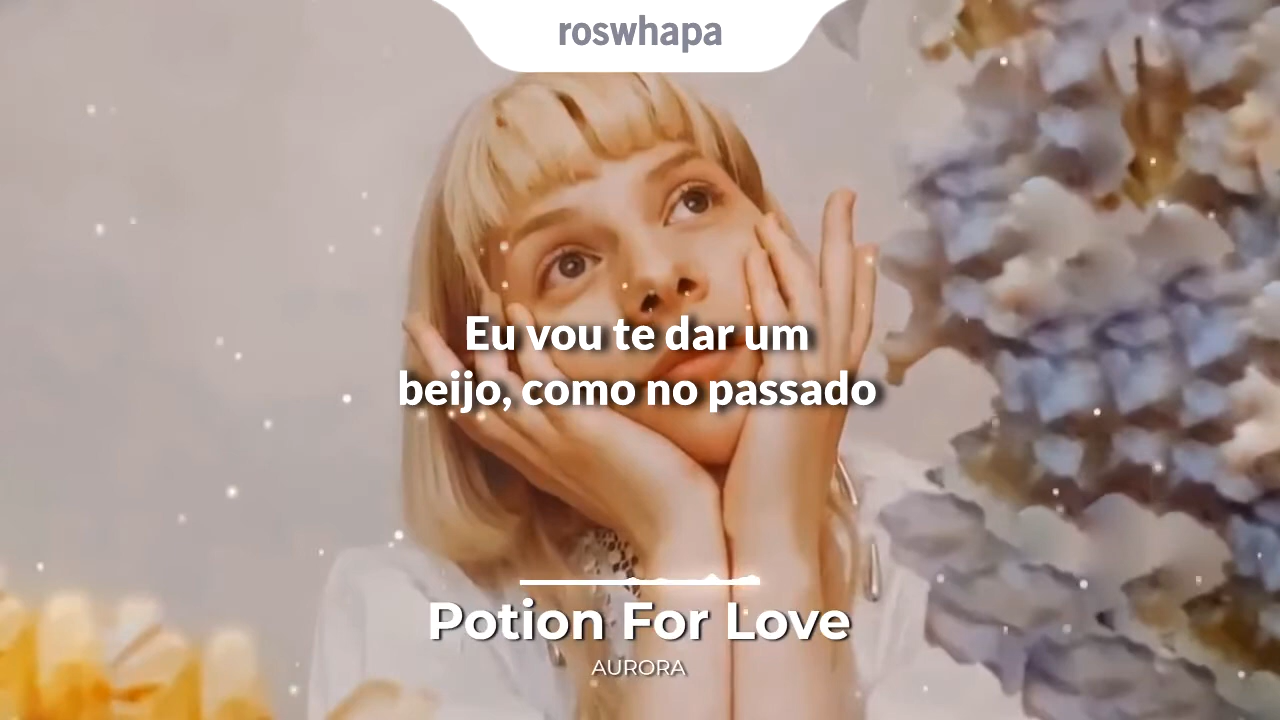 roswhapa
Eu vou te dar um
beijo, como no passado
Potion For Love
AURORA